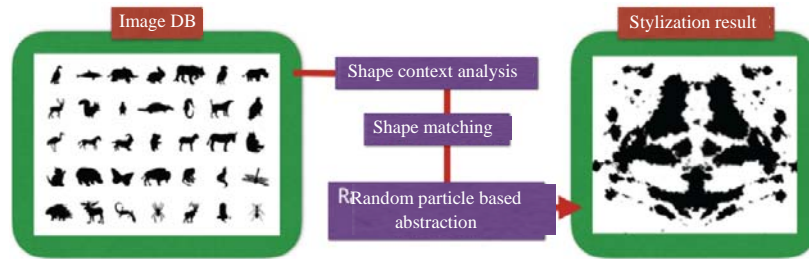 Image DB
Stylization result
Shape context analysis
Shape matching
Random particle based
abstraction